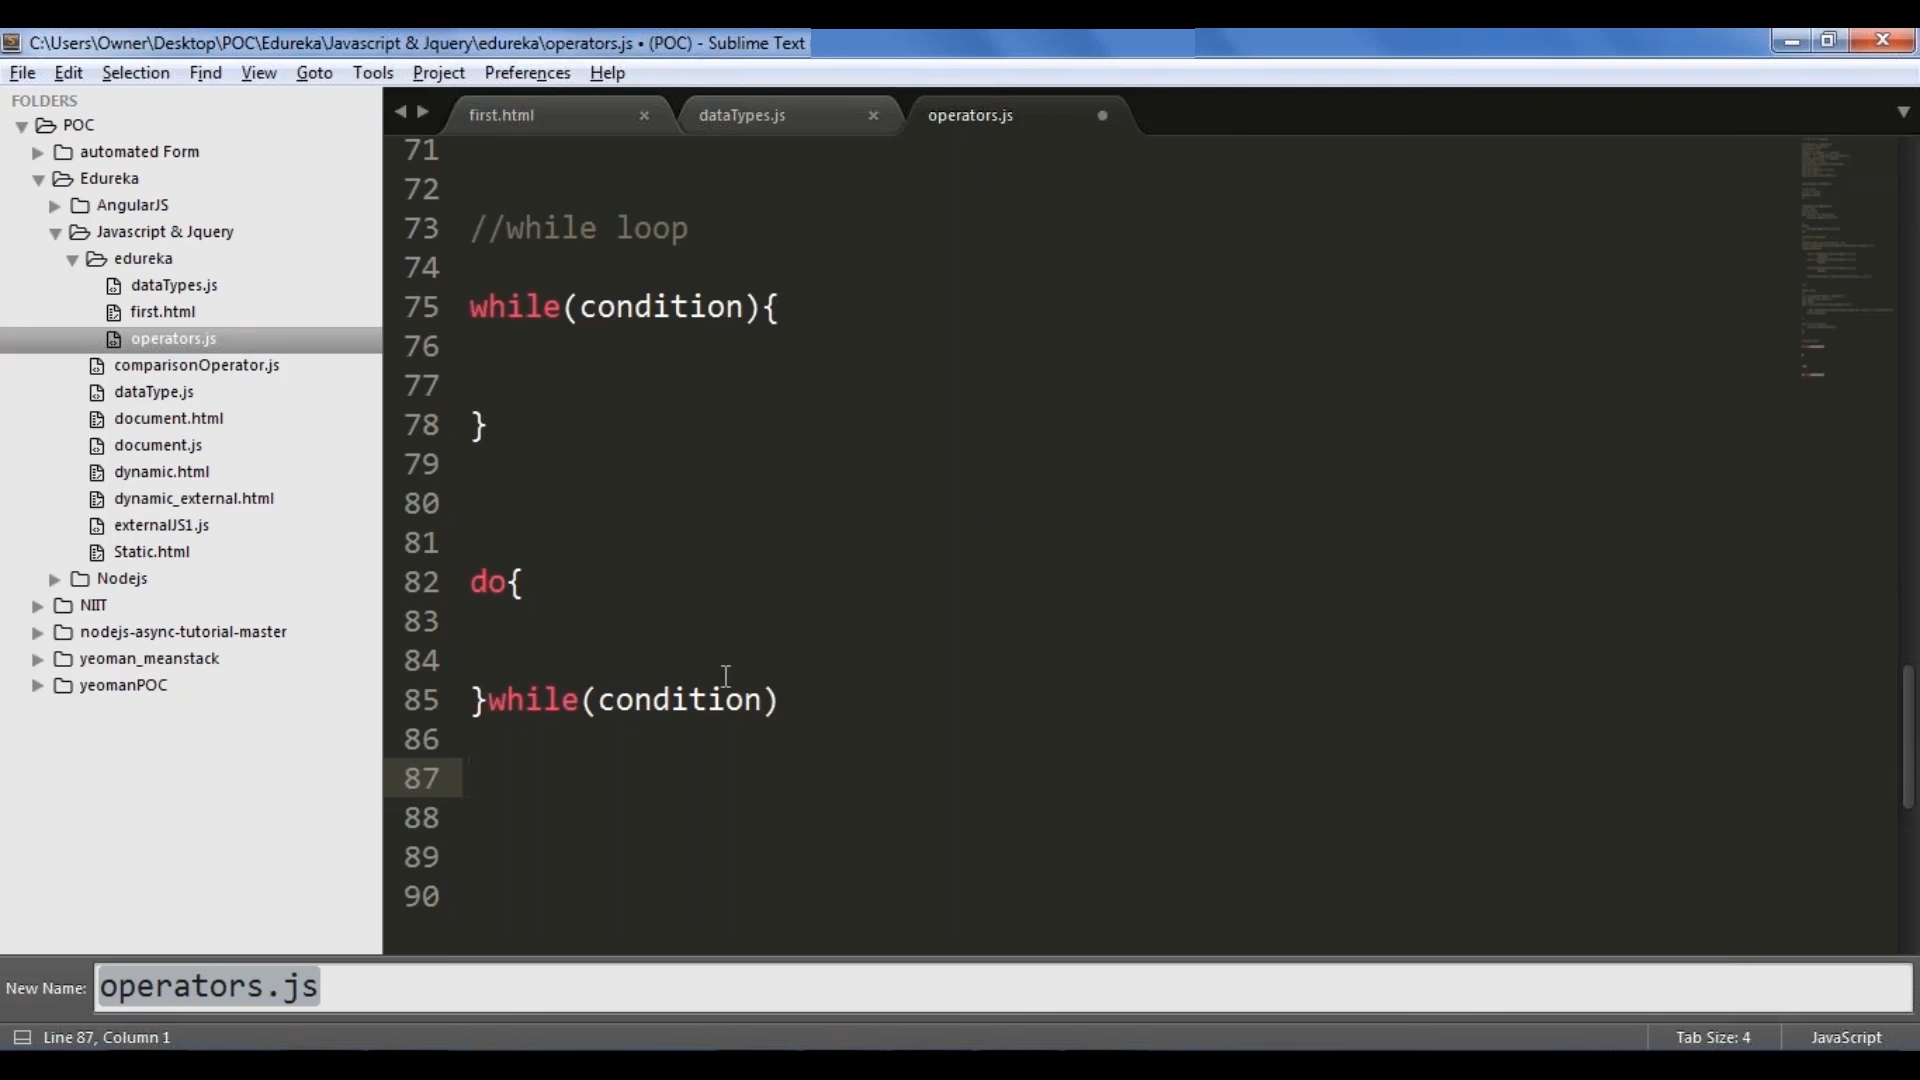 C:\Users\Owner\Desktop\POC\Edureka\Javascript & Jquery\edureka\operators.js • (POC) - Sublime Text
File Edit Selection Find View Goto Tools Project Preferences Help
FOLDERS
POC
automated Form
Edureka
AngularJS
Javascript & Jquery
edureka
dataTypes.js
first.html
operators.js
comparisonOperator.js
dataType.js
document.html
document.js
dynamic.html
dynamic_external.html
externalJS1.js
Static.html
Nodejs
NIIT
nodejs-async-tutorial-master
yeoman_meanstack
yeomanPOC
first.html × dataTypes.js × operators.js
71
72
73 //while loop
74
75 while(condition){
76
77
78 }
79
80
81
82 do{
83
84
85 }while(condition)
86
87
88
89
90
New Name: operators.js
Line 87, Column 1 Tab Size: 4 JavaScript